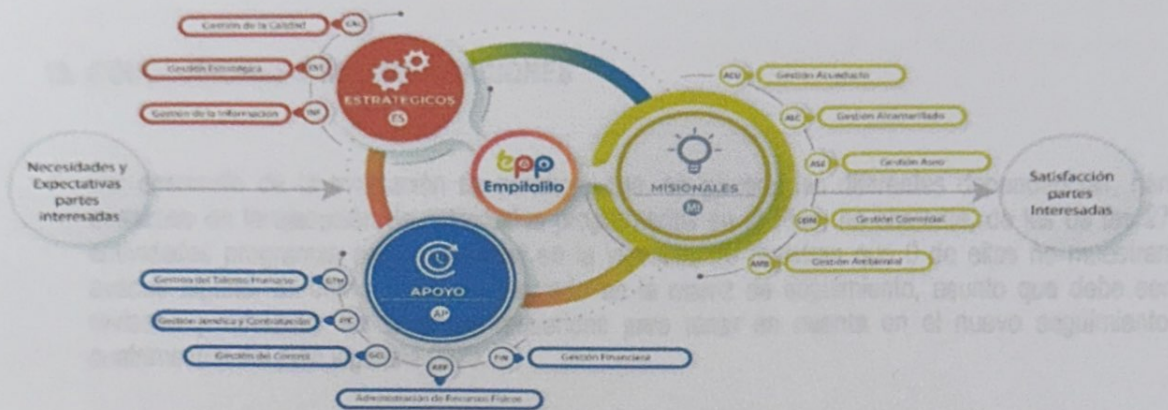 Gestión de la Calidad
CAL
Gestión Estratégica
EST
Gestión de la Información
INF
ESTRATEGICOS
ES
Necesidades y
Expectativas
partes
interesadas
epp
Empitalito
MISIONALES
MI
ACU
Gestión Acueducto
ALC
Gestión Alcantarillado
ASE
Gestión Aseo
COM
Gestión Comercial
AMB
Gestión Ambiental
Satisfacción
partes
Interesadas
APOYO
AP
Gestión del Talento Humano
GTH
Gestión Jurídica y Contratación
Gestión del Control
GCL
ARF
Administración de Recursos Físicos
FIN
Gestión Financiera